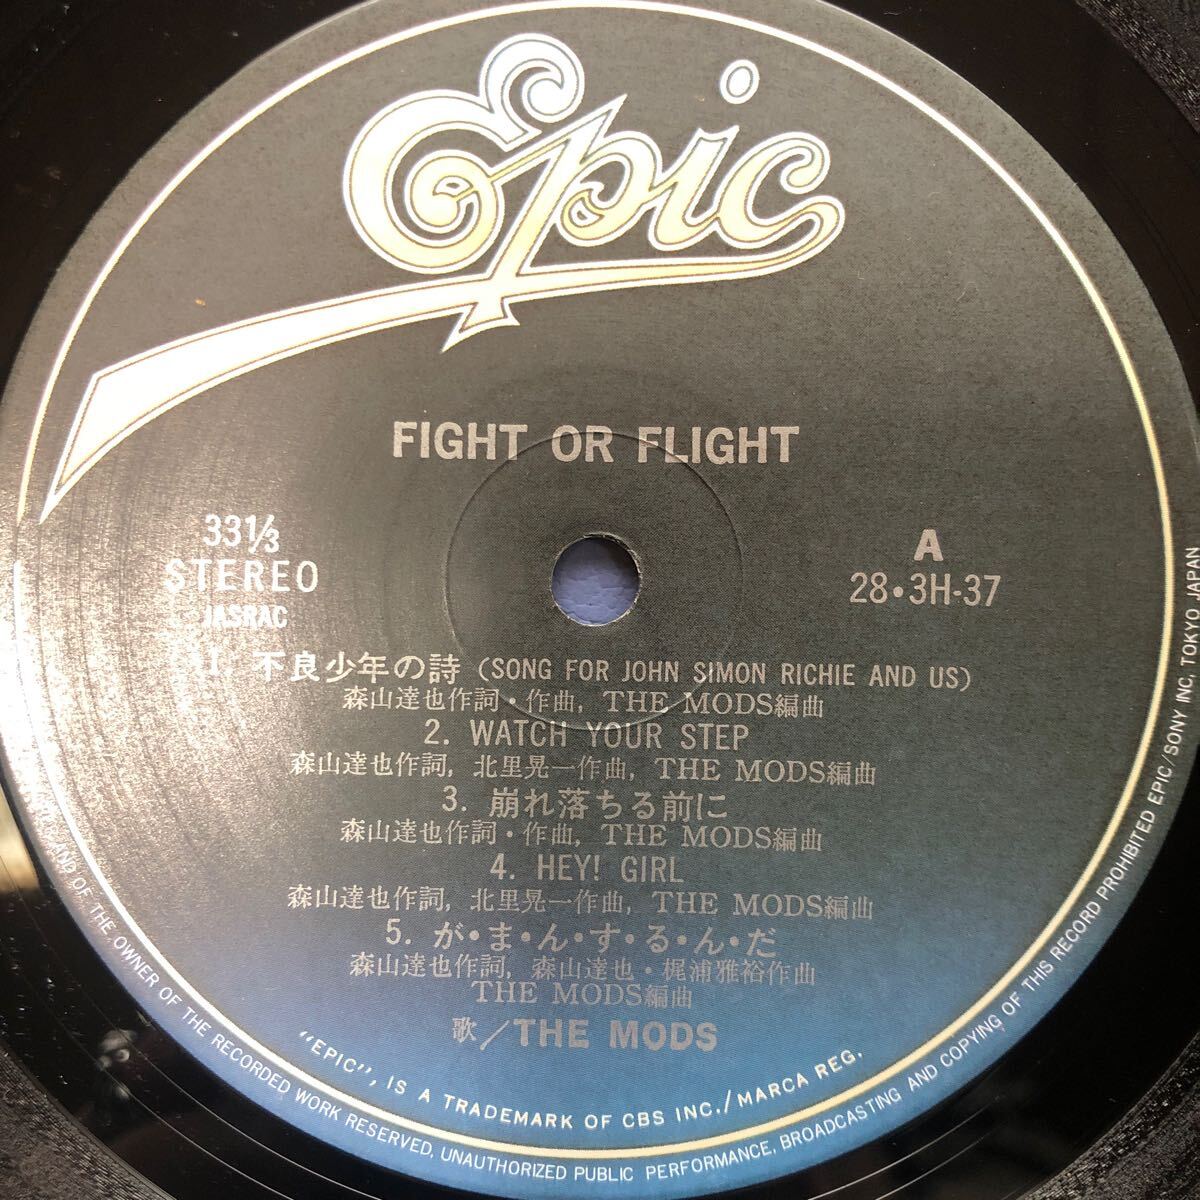 Epic
FIGHT OR FLIGHT
33⅓
STEREO
JASRAC
A
28・3H-37
1. 不良少年の詩 (SONG FOR JOHN SIMON RICHIE AND US)
森山達也作詞・作曲, THE MODS編曲
2. WATCH YOUR STEP
森山達也作詞, 北里晃一作曲, THE MODS編曲
3. 崩れ落ちる前に
森山達也作詞・作曲, THE MODS編曲
4. HEY! GIRL
森山達也作詞, 北里晃一作曲, THE MODS編曲
5. が・ま・ん・す・る・ん・だ
森山達也作詞, 森山達也・梶浦雅裕作曲
THE MODS編曲
歌/THE MODS
"EPIC", IS A TRADEMARK OF CBS INC./MARCA REG.
AND OF THE OWNER OF THE RECORDED WORK RESERVED, UNAUTHORIZED PUBLIC PERFORMANCE, BROADCASTING AND COPYING OF THIS RECORD PROHIBITED EPIC/SONY INC, TOKYO JAPAN